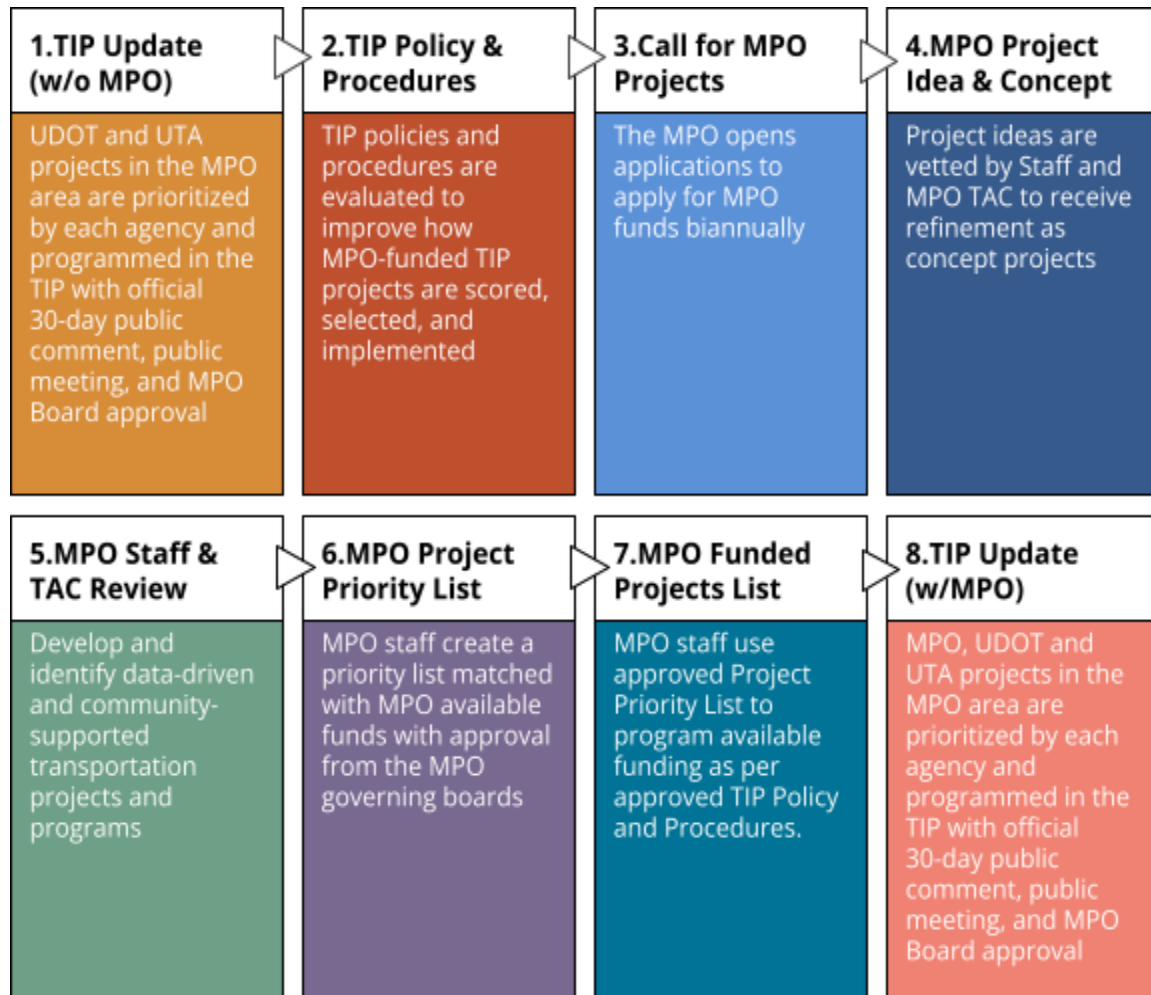 1.TIP Update
(w/o MPO)
UDOT and UTA
projects in the MPO
area are prioritized
by each agency and
programmed in the
TIP with official
30-day public
comment, public
meeting, and MPO
Board approval
2.TIP Policy &
Procedures
TIP policies and
procedures are
evaluated to
improve how
MPO-funded TIP
projects are scored,
selected, and
implemented
3.Call for MPO
Projects
The MPO opens
applications to
apply for MPO
funds biannually
4.MPO Project
Idea & Concept
Project ideas are
vetted by Staff and
MPO TAC to receive
refinement as
concept projects
5.MPO Staff &
TAC Review
Develop and
identify data-driven
and community-
supported
transportation
projects and
programs
6.MPO Project
Priority List
MPO staff create a
priority list matched
with MPO available
funds with approval
from the MPO
governing boards
7.MPO Funded
Projects List
MPO staff use
approved Project
Priority List to
program available
funding as per
approved TIP Policy
and Procedures.
8.TIP Update
(w/MPO)
MPO, UDOT and
UTA projects in the
MPO area are
prioritized by each
agency and
programmed in the
TIP with official
30-day public
comment, public
meeting, and MPO
Board approval